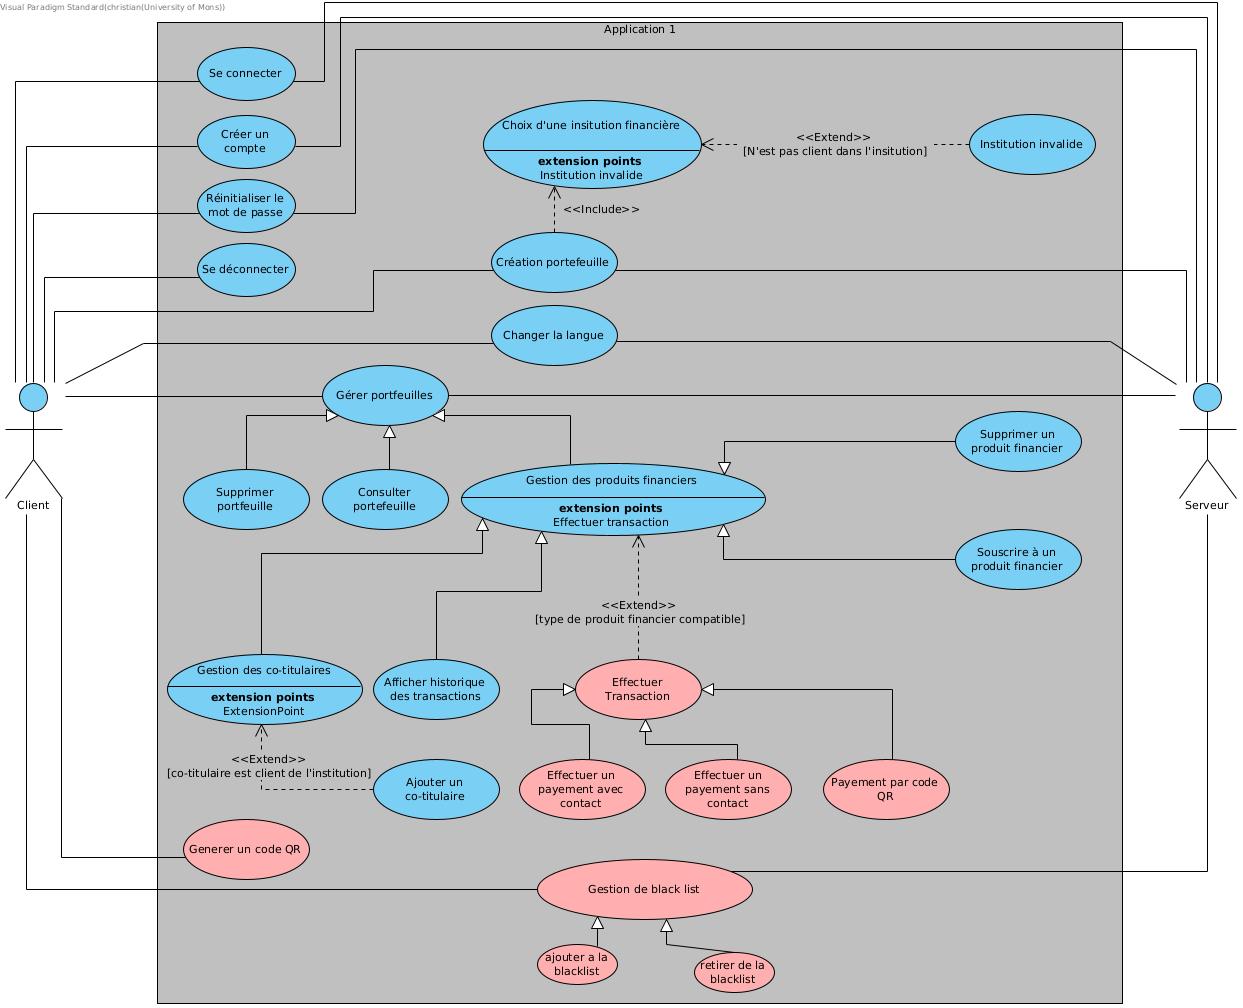 Visual Paradigm Standard(christian(University of Mons))
Application 1
Se connecter
Créer un
compte
Réinitialiser le
mot de passe
Se déconnecter
Choix d'une insitution financière
extension points
Institution invalide
<<Extend>>
[N'est pas client dans l'insitution]
Institution invalide
<<Include>>
Création portefeuille
Changer la langue
Gérer portfeuilles
Supprimer
portfeuille
Consulter
portefeuille
Gestion des produits financiers
extension points
Effectuer transaction
Supprimer un
produit financier
Souscrire à un
produit financier
Client
Serveur
<<Extend>>
[type de produit financier compatible]
Gestion des co-titulaires
extension points
ExtensionPoint
Afficher historique
des transactions
Effectuer
Transaction
<<Extend>>
[co-titulaire est client de l'institution]
Ajouter un
co-titulaire
Effectuer un
payement avec
contact
Effectuer un
payement sans
contact
Payement par code
QR
Generer un code QR
Gestion de black list
ajouter a la
blacklist
retirer de la
blacklist